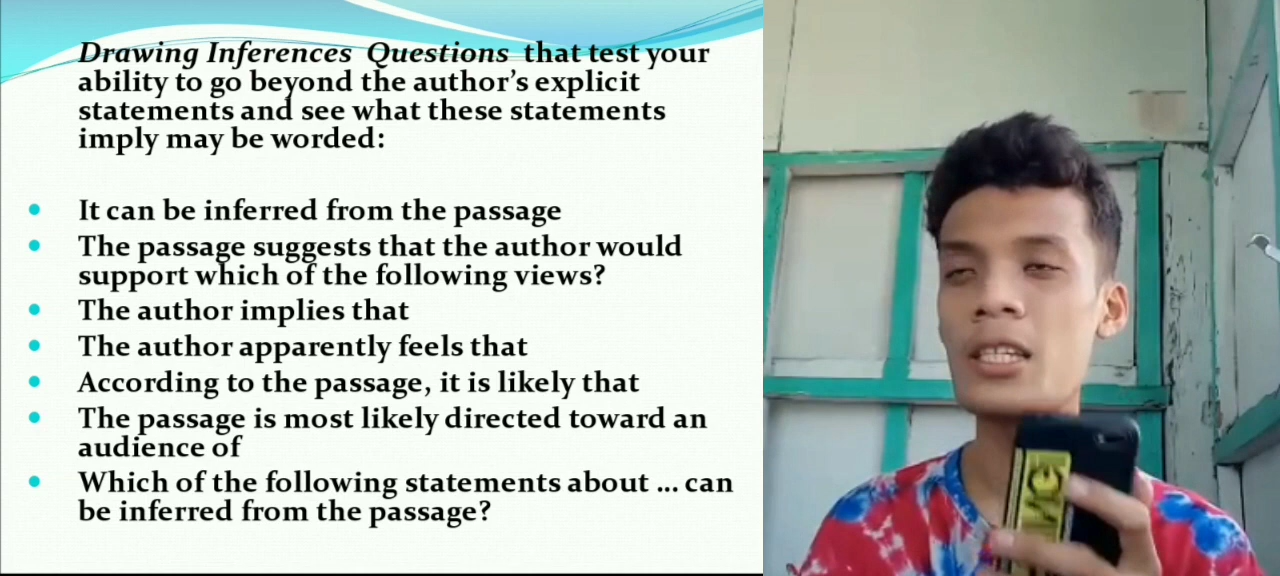 Drawing Inferences Questions that test your
ability to go beyond the author's explicit
statements and see what these statements
imply may be worded:
It can be inferred from the passage
The passage suggests that the author would
support which of the following views?
The author implies that
The author apparently feels that
According to the passage, it is likely that
The passage is most likely directed toward an
audience of
Which of the following statements about ... can
be inferred from the passage?